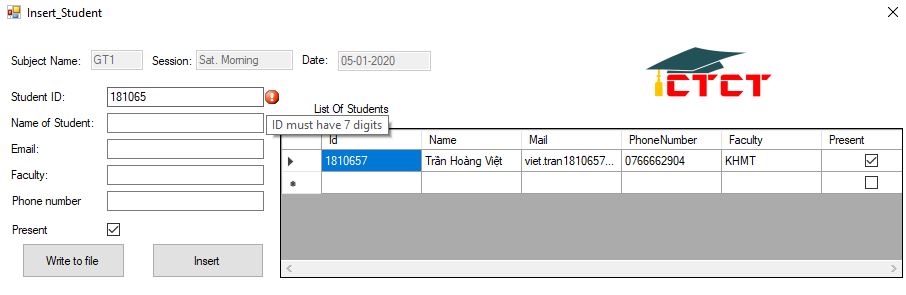 Insert_Student
Subject Name: GT1 Session: Sat. Morning Date: 05-01-2020
CTCT
Student ID: 181065
List Of Students
Name of Student:
ID must have 7 digits
Id Name Mail PhoneNumber Faculty Present
1810657 Trần Hoàng Việt viet.tran1810657... 0766662904 KHMT
Email:
Faculty:
Phone number
Present
Write to file Insert